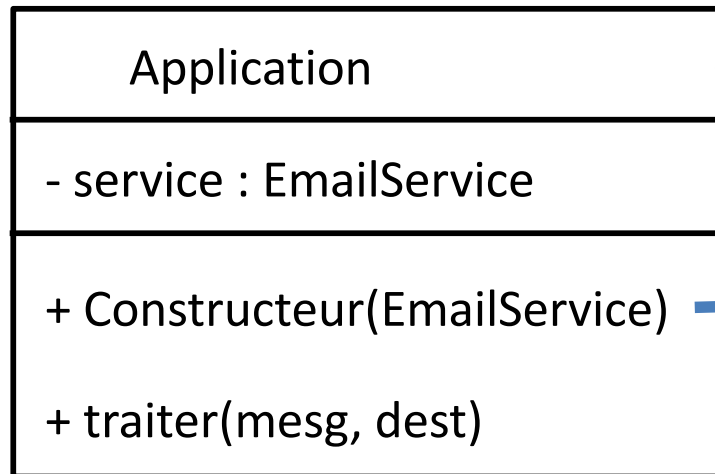 Application
- service : EmailService
+ Constructeur(EmailService)
+ traiter(mesg, dest)